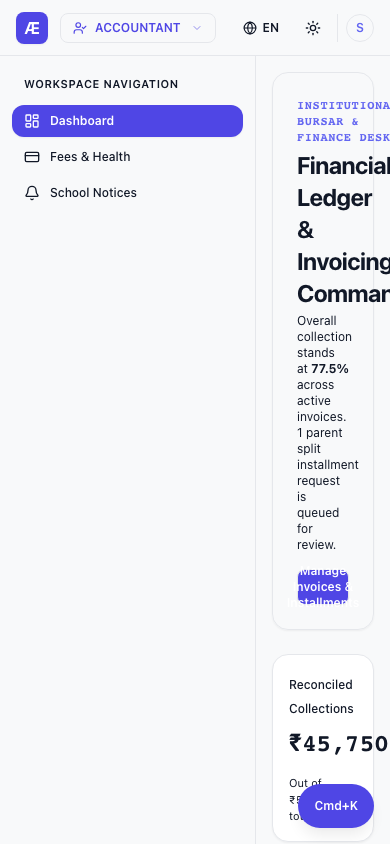 Æ
ACCOUNTANT
EN
S
WORKSPACE NAVIGATION
Dashboard
Fees & Health
School Notices
INSTITUTIONA
BURSAR &
FINANCE DESK
Financial
Ledger
&
Invoicing
Comman
Overall
collection
stands
at 77.5%
across
active
invoices.
1 parent
split
installment
request
is
queued
for
review.
Manage
nvoices &
Reconciled
Collections
₹45,750
Out of
Cmd+K